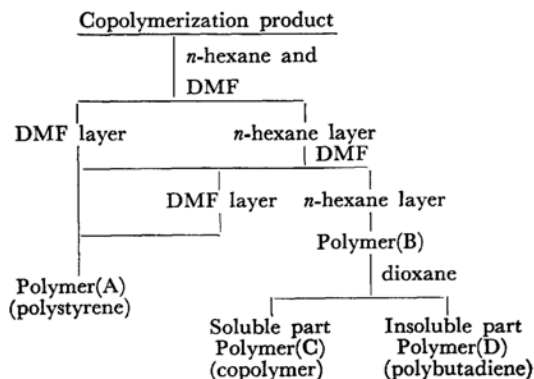 Copolymerization product
n-hexane and
DMF
DMF layer
n-hexane layer
DMF
DMF layer
n-hexane layer
Polymer(B)
dioxane
Polymer(A)
(polystyrene)
Soluble part
Polymer(C)
(copolymer)
Insoluble part
Polymer(D)
(polybutadiene)